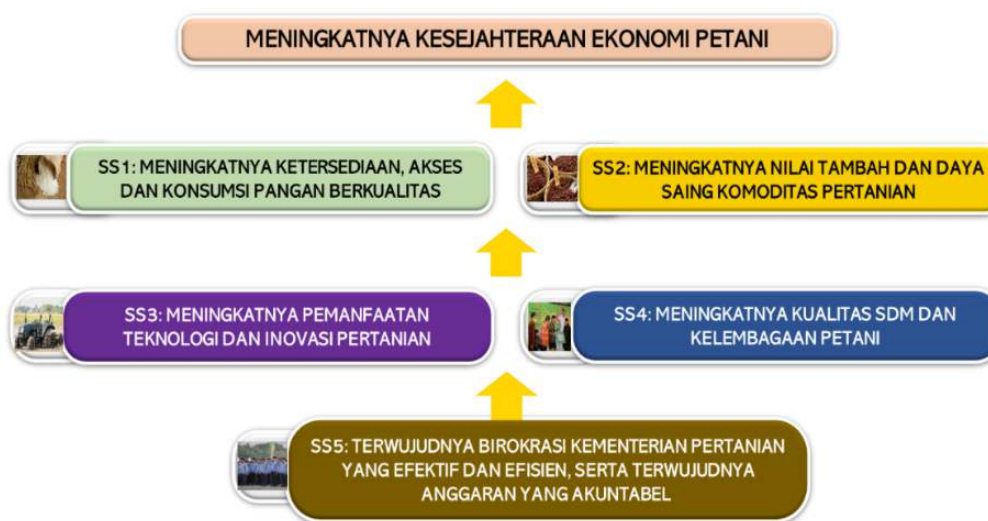 MENINGKATNYA KESEJAHTERAAN EKONOMI PETANI
SS1: MENINGKATNYA KETERSEDIAAN, AKSES
DAN KONSUMSI PANGAN BERKUALITAS
SS2: MENINGKATNYA NILAI TAMBAH DAN DAYA
SAING KOMODITAS PERTANIAN
SS3: MENINGKATNYA PEMANFAATAN
TEKNOLOGI DAN INOVASI PERTANIAN
SS4: MENINGKATNYA KUALITAS SDM DAN
KELEMBAGAAN PETANI
SS5: TERWUJUDNYA BIROKRASI KEMENTERIAN PERTANIAN
YANG EFEKTIF DAN EFISIEN, SERTA TERWUJUDNYA
ANGGARAN YANG AKUNTABEL